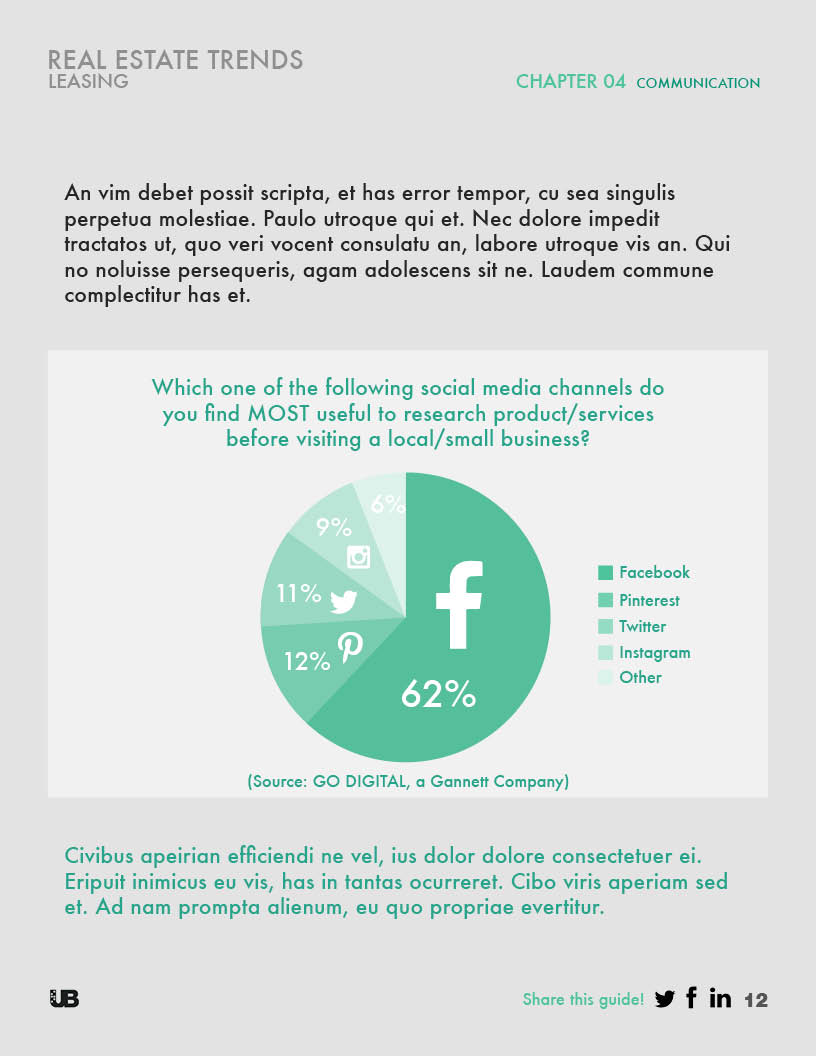 REAL ESTATE TRENDS
LEASING
CHAPTER 04 COMMUNICATION
An vim debet possit scripta, et has error tempor, cu sea singulis
perpetua molestiae. Paulo utroque qui et. Nec dolore impedit
tractatos ut, quo veri vocent consulatu an, labore utroque vis an. Qui
no noluisse persequeris, agam adolescens sit ne. Laudem commune
complectitur has et.
Which one of the following social media channels do
you find MOST useful to research product/services
before visiting a local/small business?
6%
9%
11%
12%
62%
Facebook
Pinterest
Twitter
Instagram
Other
(Source: GO DIGITAL, a Gannett Company)
Civibus apeirian efficiendi ne vel, ius dolor dolore consectetuer ei.
Eripuit inimicus eu vis, has in tantas ocurreret. Cibo viris aperiam sed
et. Ad nam prompta alienum, eu quo propriae evertitur.
UB
Share this guide! 12